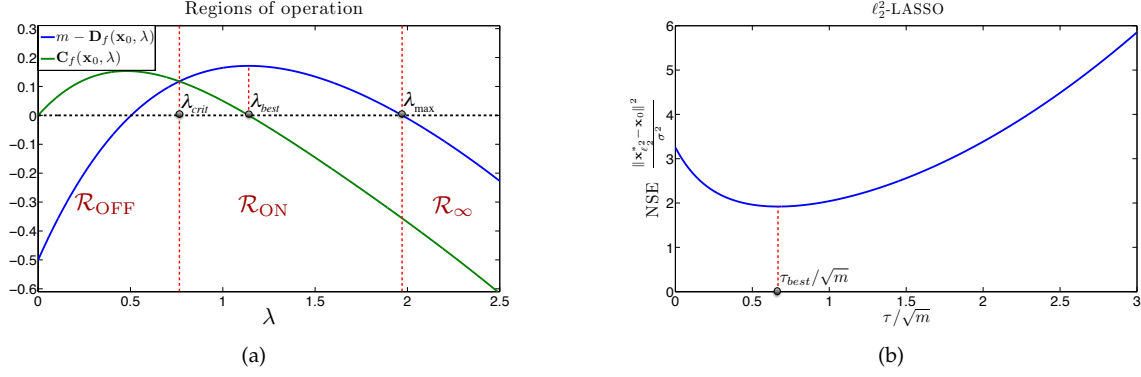 Regions of operation
m − D_f(x_0, λ)
C_f(x_0, λ)
0.3
0.2
0.1
0
−0.1
−0.2
−0.3
−0.4
−0.5
−0.6
λ_crit
λ_best
λ_max
R_OFF
R_ON
R_∞
0 0.5 1 1.5 2 2.5
λ
(a)
ℓ_2^2-LASSO
NSE ‖x*_{ℓ_2^2} − x_0‖^2 / σ^2
6
5
4
3
2
1
0
τ_best/√m
0 0.5 1 1.5 2 2.5 3
τ/√m
(b)